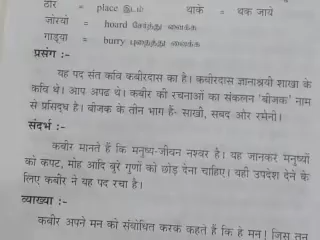 ठौर = place இடம் थाके = थक जाये
जोरयो = hoard சேர்த்து வைக்க
गाड्या = burry புதைத்து வைக்க
प्रसंग :-
यह पद संत कवि कबीरदास का है। कबीरदास ज्ञानाश्रयी शाखा के
कवि थे। आप अपढ थे। कबीर की रचनाओं का संकलन 'बीजक' नाम
से प्रसिद्ध है। बीजक के तीन भाग हैं- साखी, सबद और रमैनी।
संदर्भ :-
कबीर मानते हैं कि मनुष्य-जीवन नश्वर है। यह जानकर मनुष्यों
को कपट, मोह आदि बुरे गुणों को छोड़ देना चाहिए। यही उपदेश देने के
लिए कबीर ने यह पद रचा है।
व्याख्या :-
कबीर अपने मन को संबोधित करके कहते हैं कि हे मन! जिस तन